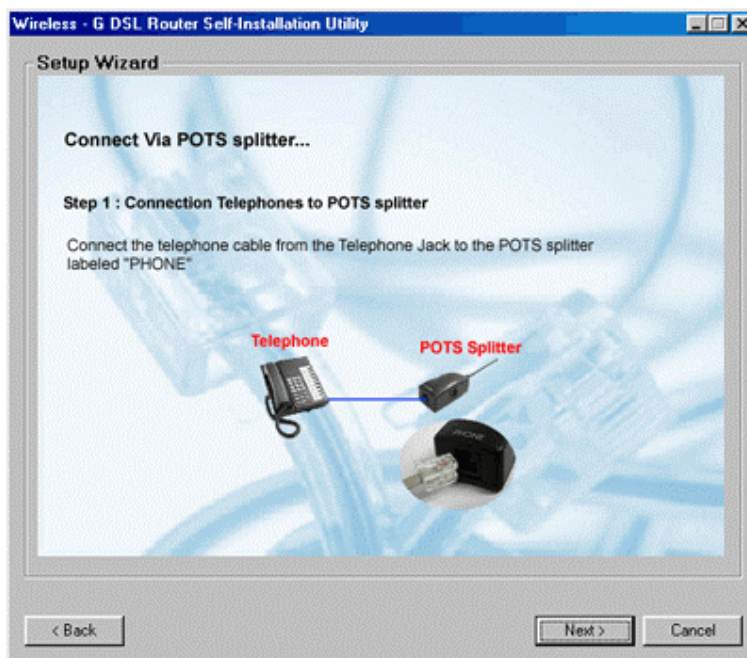 Wireless - G DSL Router Self-Installation Utility
Setup Wizard
Connect Via POTS splitter...
Step 1 : Connection Telephones to POTS splitter
Connect the telephone cable from the Telephone Jack to the POTS splitter
labeled "PHONE"
Telephone
POTS Splitter
PHONE
< Back
Next >
Cancel